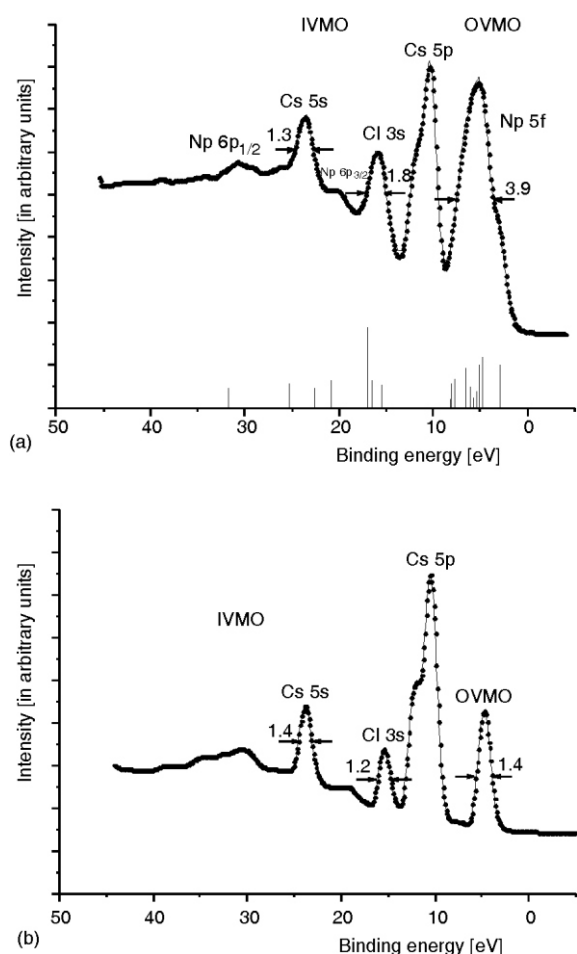 IVMO OVMO
Cs 5p
Cs 5s
Np 5f
Cl 3s
Np 6p1/2
1.3
Np 6p3/2
1.8
3.9
Intensity [in arbitrary units]
50 40 30 20 10 0
(a)
Binding energy [eV]
Cs 5p
IVMO
OVMO
Cs 5s
Cl 3s
1.4
1.2
1.4
Intensity [in arbitrary units]
50 40 30 20 10 0
(b)
Binding energy [eV]